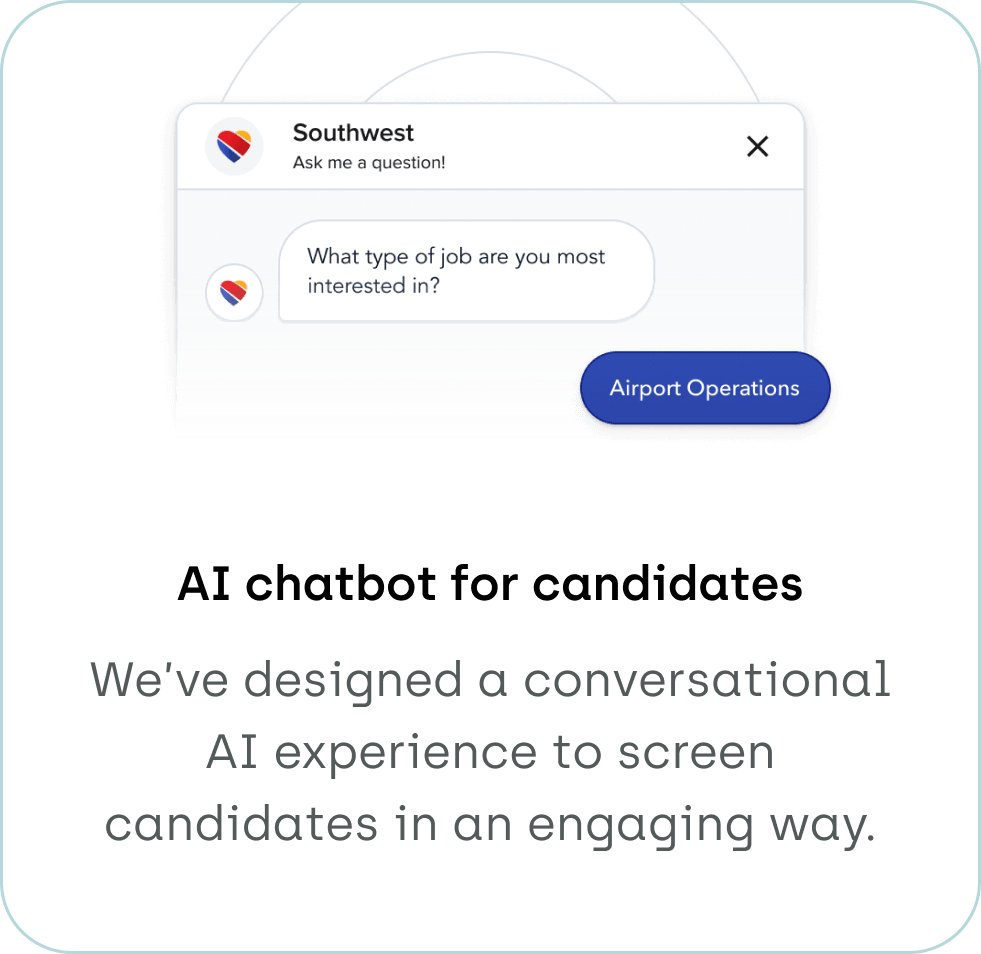 Southwest
Ask me a question!
What type of job are you most
interested in?
Airport Operations
AI chatbot for candidates
We’ve designed a conversational
AI experience to screen
candidates in an engaging way.